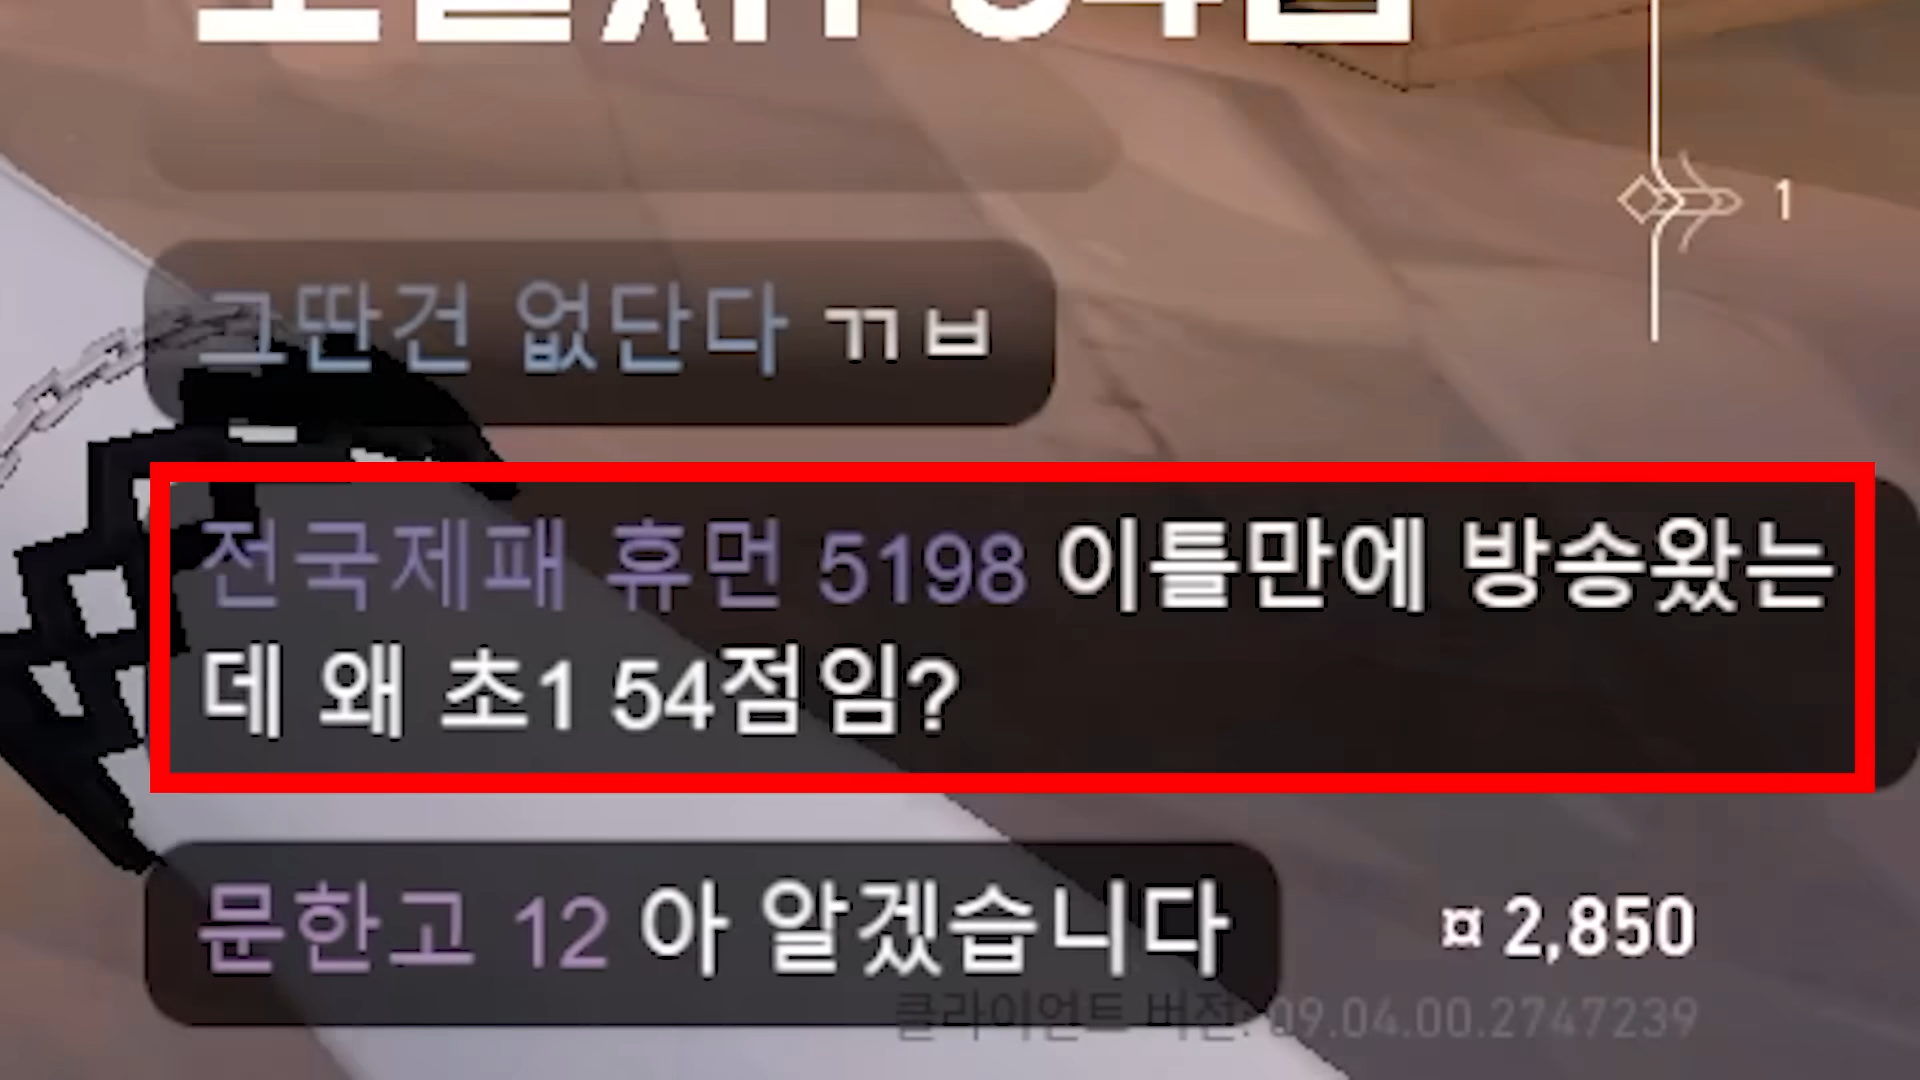 1
그딴건 없단다 ㄲㅂ
전국제패 휴먼 5198 이틀만에 방송왔는
데 왜 초1 54점임?
문한고 12 아 알겠습니다
¤ 2,850
클라이언트 버전: 09.04.00.2747239